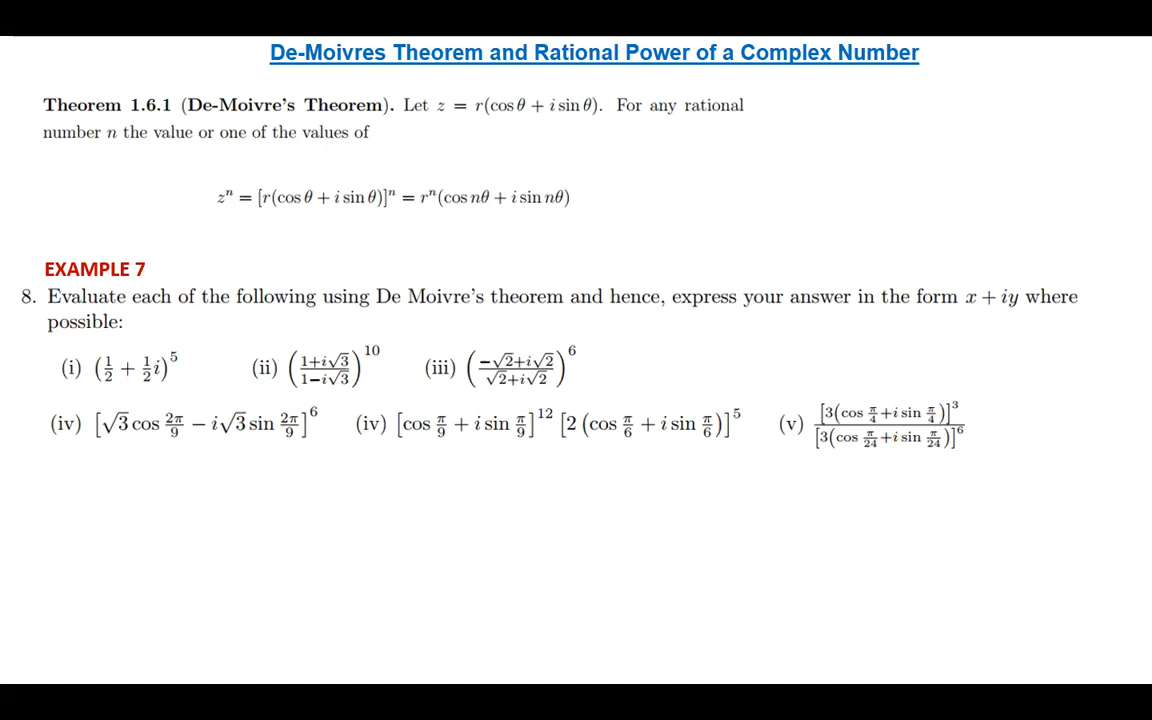 De-Moivres Theorem and Rational Power of a Complex Number
Theorem 1.6.1 (De-Moivre's Theorem). Let z = r(cos θ + i sin θ). For any rational
number n the value or one of the values of
zⁿ = [r(cos θ + i sin θ)]ⁿ = rⁿ(cos nθ + i sin nθ)
EXAMPLE 7
8. Evaluate each of the following using De Moivre's theorem and hence, express your answer in the form x + iy where
possible:
(i) (1/2 + 1/2 i)⁵ (ii) ((1+i√3)/(1−i√3))¹⁰ (iii) ((−√2+i√2)/(√2+i√2))⁶
(iv) [√3 cos 2π/9 − i√3 sin 2π/9]⁶ (iv) [cos π/9 + i sin π/9]¹² [2 (cos π/6 + i sin π/6)]⁵ (v) [3(cos π/4 + i sin π/4)]³/[3(cos π/24 + i sin π/24)]⁶